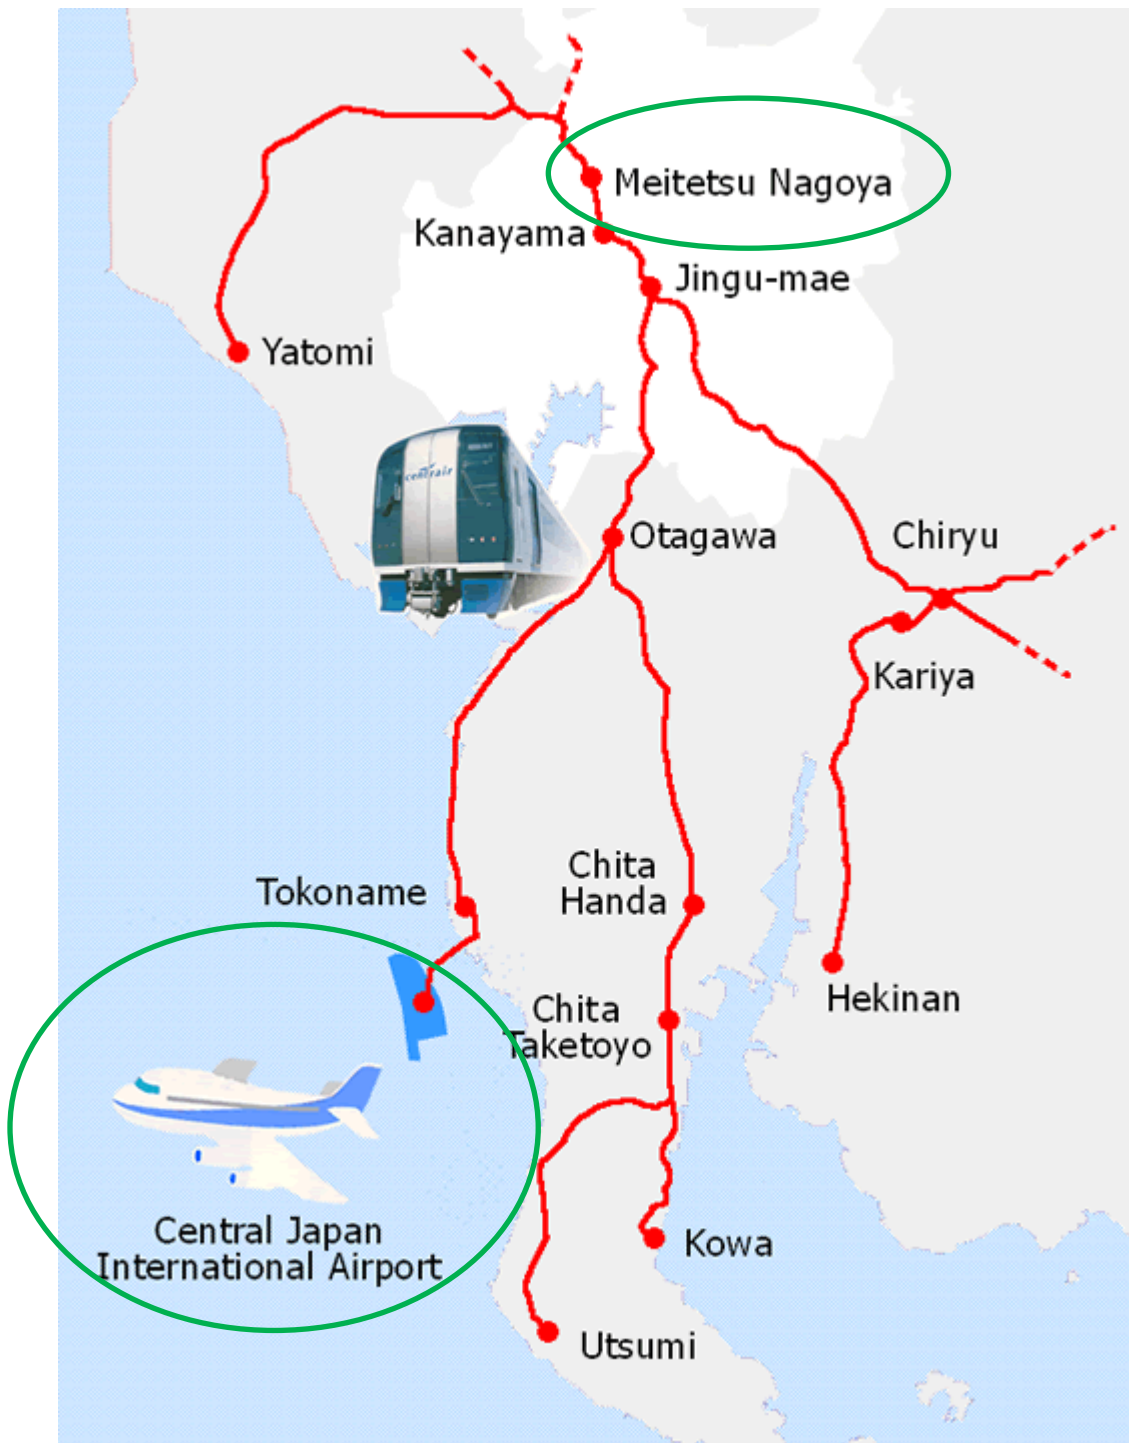 Meitetsu Nagoya
Kanayama
Jingu-mae
Yatomi
centrair
Otagawa
Chiryu
Kariya
Chita
Handa
Tokoname
Hekinan
Chita
Taketoyo
Central Japan
International Airport
Kowa
Utsumi